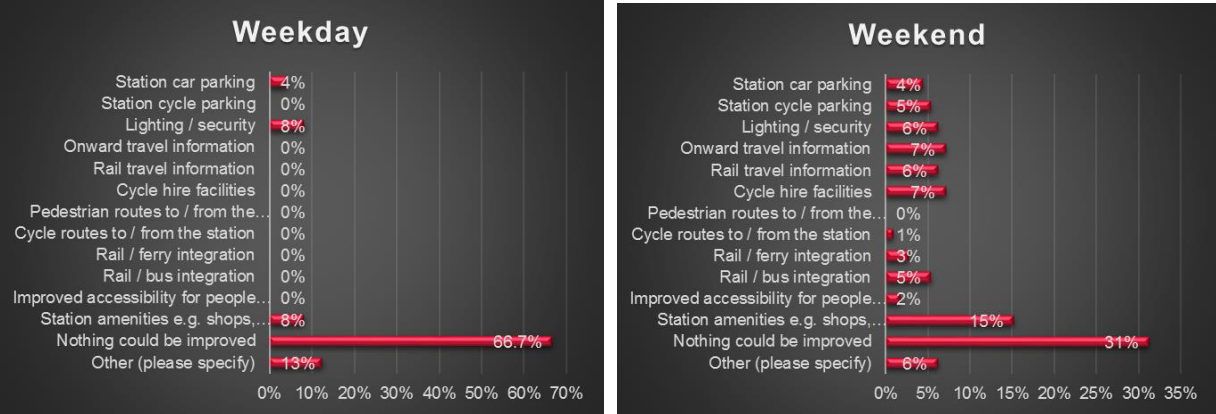 Weekday
Station car parking 4%
Station cycle parking 0%
Lighting / security 8%
Onward travel information 0%
Rail travel information 0%
Cycle hire facilities 0%
Pedestrian routes to / from the... 0%
Cycle routes to / from the station 0%
Rail / ferry integration 0%
Rail / bus integration 0%
Improved accessibility for people... 0%
Station amenities e.g. shops,... 8%
Nothing could be improved 66.7%
Other (please specify) 13%
0% 10% 20% 30% 40% 50% 60% 70%
Weekend
Station car parking 4%
Station cycle parking 5%
Lighting / security 6%
Onward travel information 7%
Rail travel information 6%
Cycle hire facilities 7%
Pedestrian routes to / from the... 0%
Cycle routes to / from the station 1%
Rail / ferry integration 3%
Rail / bus integration 5%
Improved accessibility for people... 2%
Station amenities e.g. shops,... 15%
Nothing could be improved 31%
Other (please specify) 6%
0% 5% 10% 15% 20% 25% 30% 35%